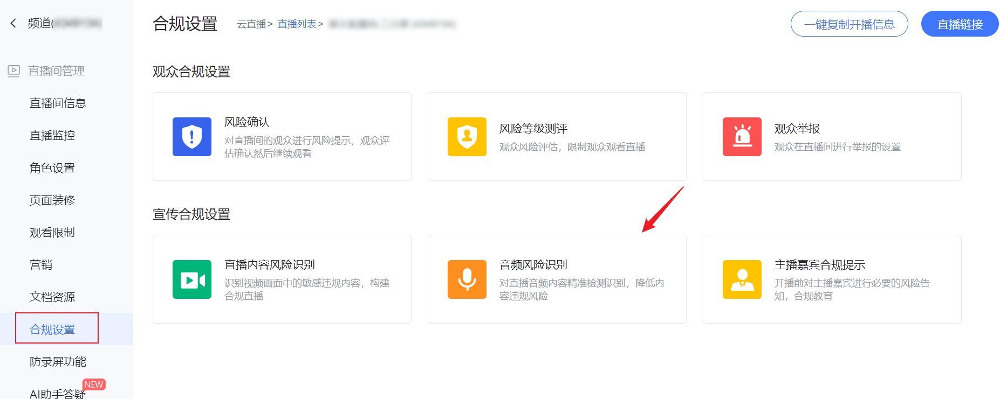 频道(
合规设置
云直播> 直播列表>
一键复制开播信息
直播链接
直播间管理
直播间信息
直播监控
角色设置
页面装修
观看限制
营销
文档资源
合规设置
防录屏功能
AI助手答疑
NEW
观众合规设置
风险确认
对直播间的观众进行风险提示，观众评
估确认然后继续观看
风险等级测评
观众风险评估，限制观众观看直播
观众举报
观众在直播间进行举报的设置
宣传合规设置
直播内容风险识别
识别视频画面中的敏感违规内容，构建
合规直播
音频风险识别
对直播音频内容精准检测识别，降低内
容违规风险
主播嘉宾合规提示
开播前对主播嘉宾进行必要的风险告
知，合规教育